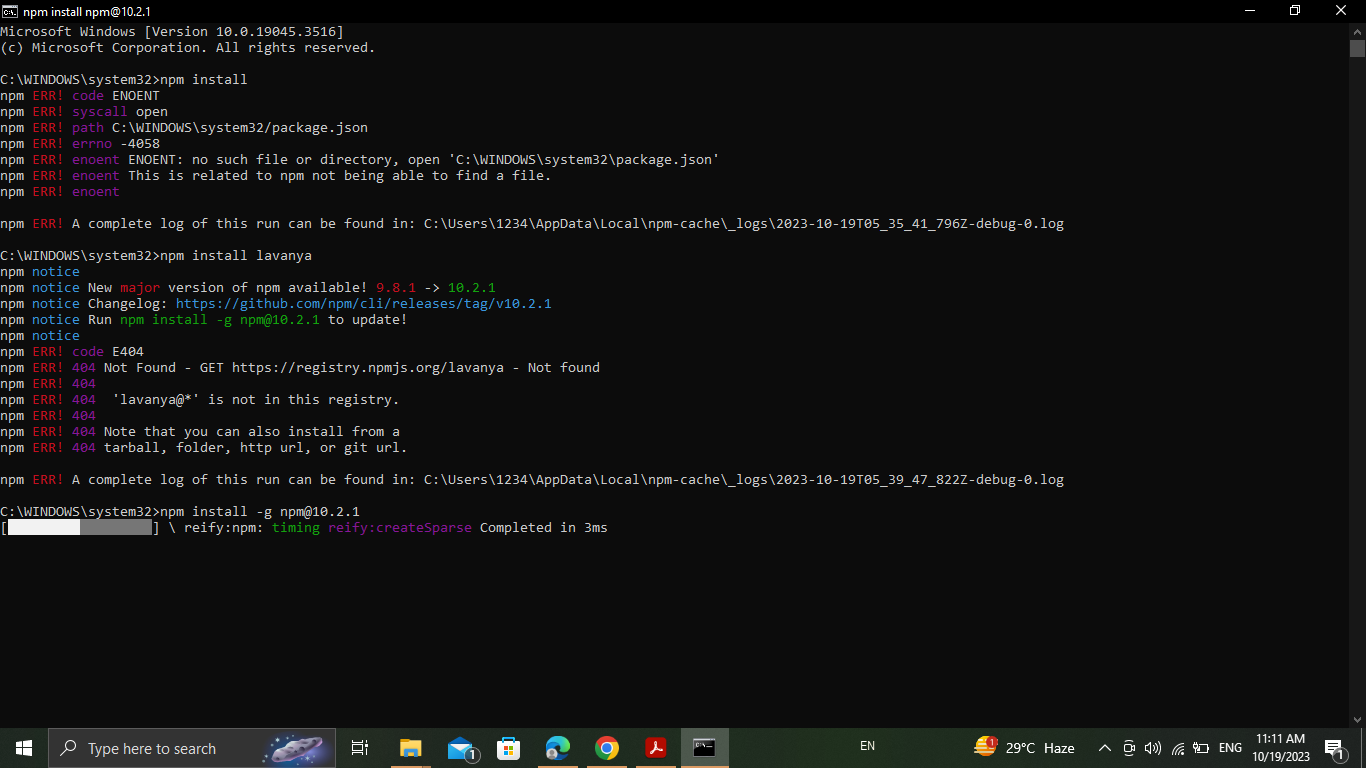 npm install npm@10.2.1
Microsoft Windows [Version 10.0.19045.3516]
(c) Microsoft Corporation. All rights reserved.
C:\WINDOWS\system32>npm install
npm ERR! code ENOENT
npm ERR! syscall open
npm ERR! path C:\WINDOWS\system32/package.json
npm ERR! errno -4058
npm ERR! enoent ENOENT: no such file or directory, open 'C:\WINDOWS\system32\package.json'
npm ERR! enoent This is related to npm not being able to find a file.
npm ERR! enoent
npm ERR! A complete log of this run can be found in: C:\Users\1234\AppData\Local\npm-cache\_logs\2023-10-19T05_35_41_796Z-debug-0.log
C:\WINDOWS\system32>npm install lavanya
npm notice
npm notice New major version of npm available! 9.8.1 -> 10.2.1
npm notice Changelog: https://github.com/npm/cli/releases/tag/v10.2.1
npm notice Run npm install -g npm@10.2.1 to update!
npm notice
npm ERR! code E404
npm ERR! 404 Not Found - GET https://registry.npmjs.org/lavanya - Not found
npm ERR! 404
npm ERR! 404  'lavanya@*' is not in this registry.
npm ERR! 404
npm ERR! 404 Note that you can also install from a
npm ERR! 404 tarball, folder, http url, or git url.
npm ERR! A complete log of this run can be found in: C:\Users\1234\AppData\Local\npm-cache\_logs\2023-10-19T05_39_47_822Z-debug-0.log
C:\WINDOWS\system32>npm install -g npm@10.2.1
[                  ] \ reify:npm: timing reify:createSparse Completed in 3ms
Type here to search
1
EN
1
29°C Haze
ENG
11:11 AM
10/19/2023
1